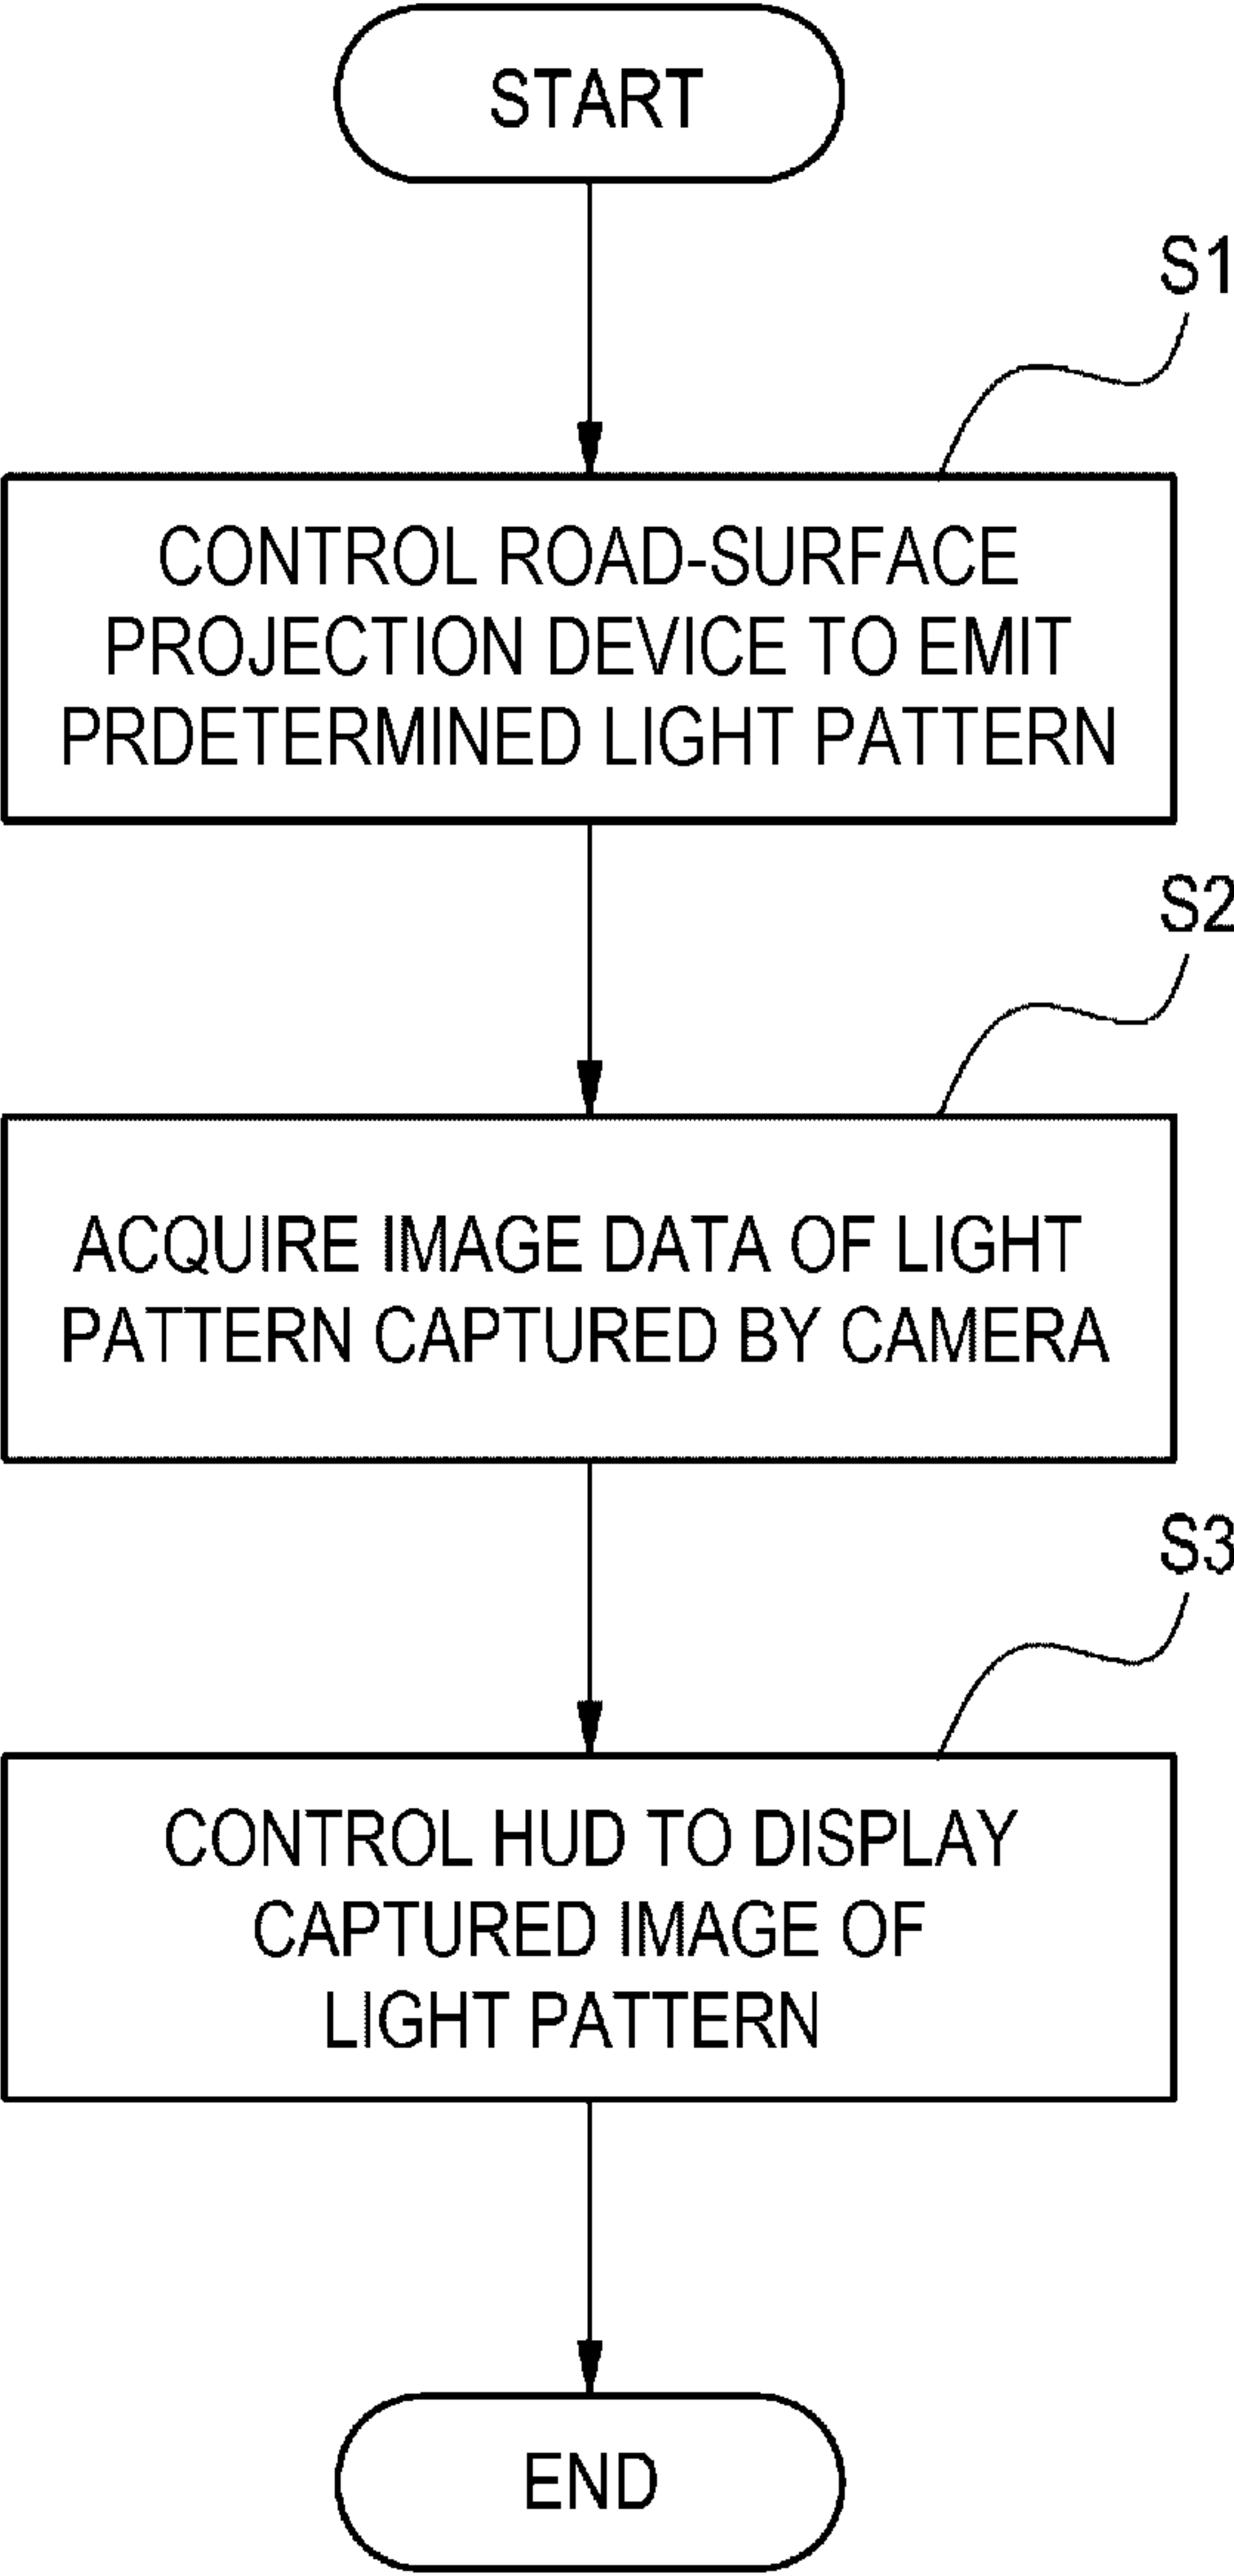 START
S1
CONTROL ROAD-SURFACE
PROJECTION DEVICE TO EMIT
PRDETERMINED LIGHT PATTERN
S2
ACQUIRE IMAGE DATA OF LIGHT
PATTERN CAPTURED BY CAMERA
S3
CONTROL HUD TO DISPLAY
CAPTURED IMAGE OF
LIGHT PATTERN
END